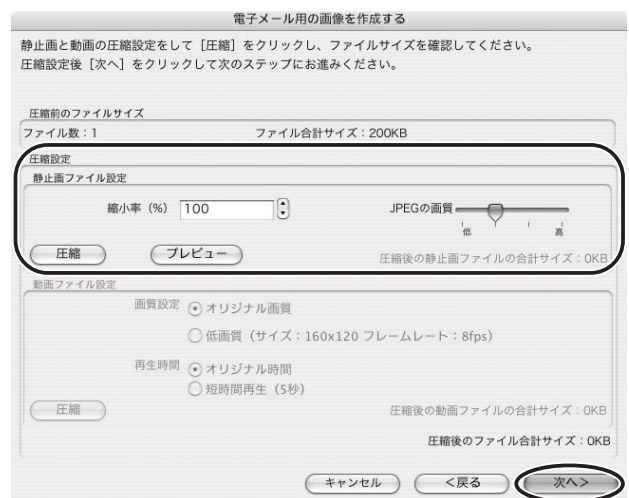 電子メール用の画像を作成する
静止画と動画の圧縮設定をして［圧縮］をクリックし、ファイルサイズを確認してください。
圧縮設定後［次へ］をクリックして次のステップにお進みください。
圧縮前のファイルサイズ
ファイル数：1 ファイル合計サイズ：200KB
圧縮設定
静止画ファイル設定
縮小率（%） 100 JPEGの画質
低 高
圧縮 プレビュー 圧縮後の静止画ファイルの合計サイズ：0KB
動画ファイル設定
画質設定 オリジナル画質
低画質（サイズ：160x120 フレームレート：8fps）
再生時間 オリジナル時間
短時間再生（5秒）
圧縮 圧縮後の動画ファイルの合計サイズ：0KB
圧縮後のファイル合計サイズ：0KB
キャンセル <戻る 次へ>